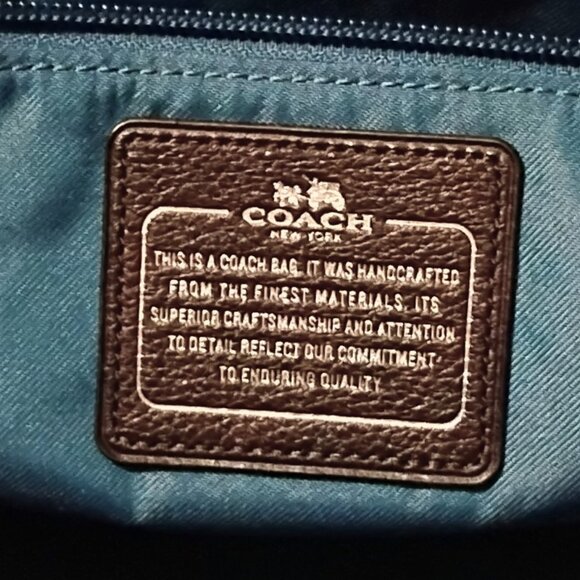 COACH
NEW YORK
THIS IS A COACH BAG. IT WAS HANDCRAFTED
FROM THE FINEST MATERIALS. ITS
SUPERIOR CRAFTSMANSHIP AND ATTENTION
TO DETAIL REFLECT OUR COMMITMENT
TO ENDURING QUALITY.